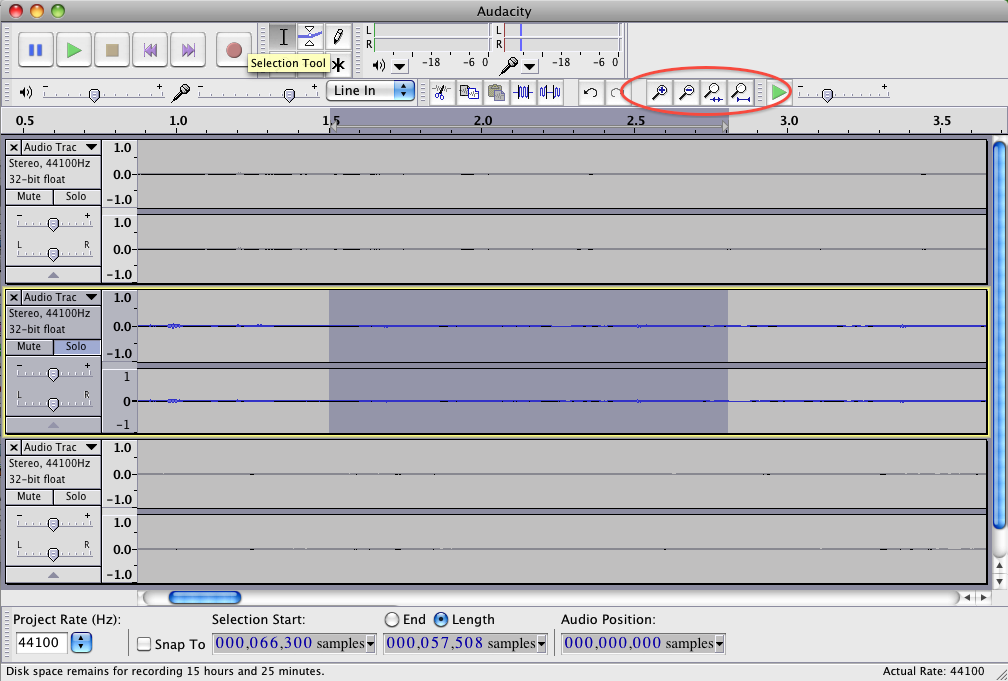 Audacity
L
R
-18 -6 0
L
R
-18 -6 0
Selection Tool
- +
- +
Line In
- +
0.5 1.0 1.5 2.0 2.5 3.0 3.5
Audio Trac
Stereo, 44100Hz
32-bit float
Mute Solo
- +
L R
1.0
0.0-
-1.0
1.0
0.0-
-1.0
Audio Trac
Stereo, 44100Hz
32-bit float
Mute Solo
- +
L R
1.0
0.0-
-1.0
1
0-
-1
Audio Trac
Stereo, 44100Hz
32-bit float
Mute Solo
- +
L R
1.0
0.0-
-1.0
1.0
0.0-
-1.0
Project Rate (Hz):
44100
Selection Start:
End Length
Audio Position:
Snap To
000,066,300 samples
000,057,508 samples
000,000,000 samples
Disk space remains for recording 15 hours and 25 minutes.
Actual Rate: 44100